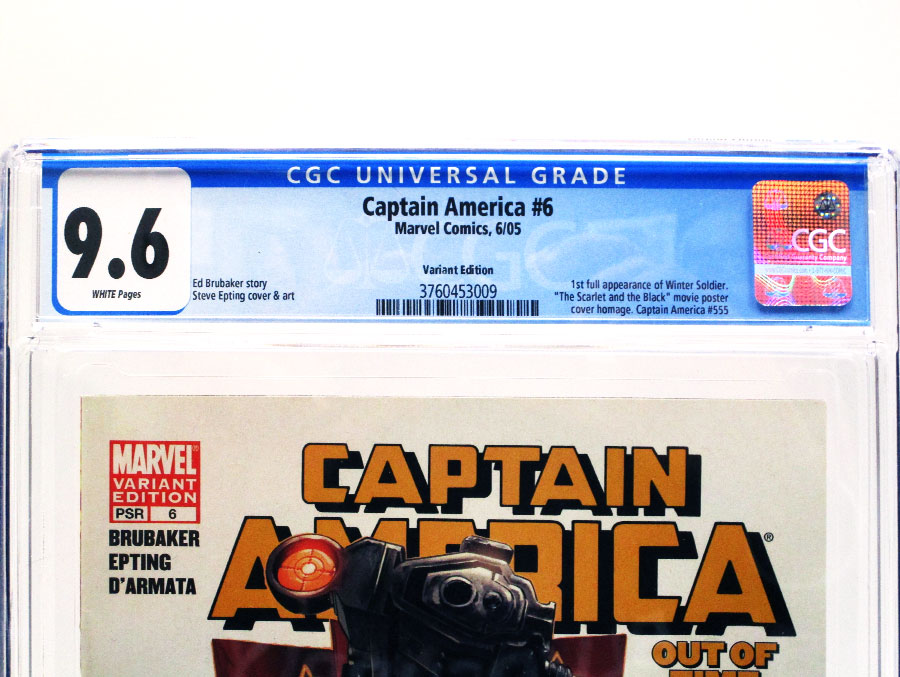 CGC UNIVERSAL GRADE
9.6
WHITE Pages
Captain America #6
Marvel Comics, 6/05
Variant Edition
Ed Brubaker story
Steve Epting cover & art
3760453009
1st full appearance of Winter Soldier.
"The Scarlet and the Black" movie poster
cover homage. Captain America #555
CGC
MARVEL
VARIANT
EDITION
PSR 6
BRUBAKER
EPTING
D'ARMATA
CAPTAIN
AMERICA®
OUT OF
TIME